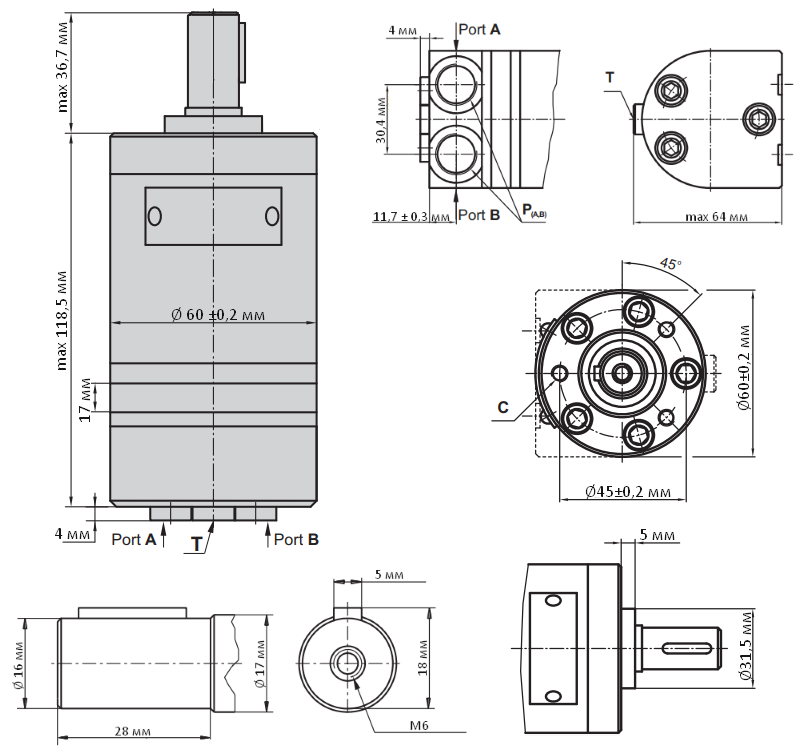 max 36,7 мм
max 118,5 мм
Ø 60 ±0,2 мм
17 мм
4 мм
Port A
T
Port B
4 мм
Port A
30,4 мм
11,7 ± 0,3 мм
Port B
P(A,B)
T
max 64 мм
45°
C
Ø60±0,2 мм
Ø45±0,2 мм
Ø 16 мм
28 мм
Ø 17 мм
5 мм
18 мм
M6
5 мм
Ø31,5 мм